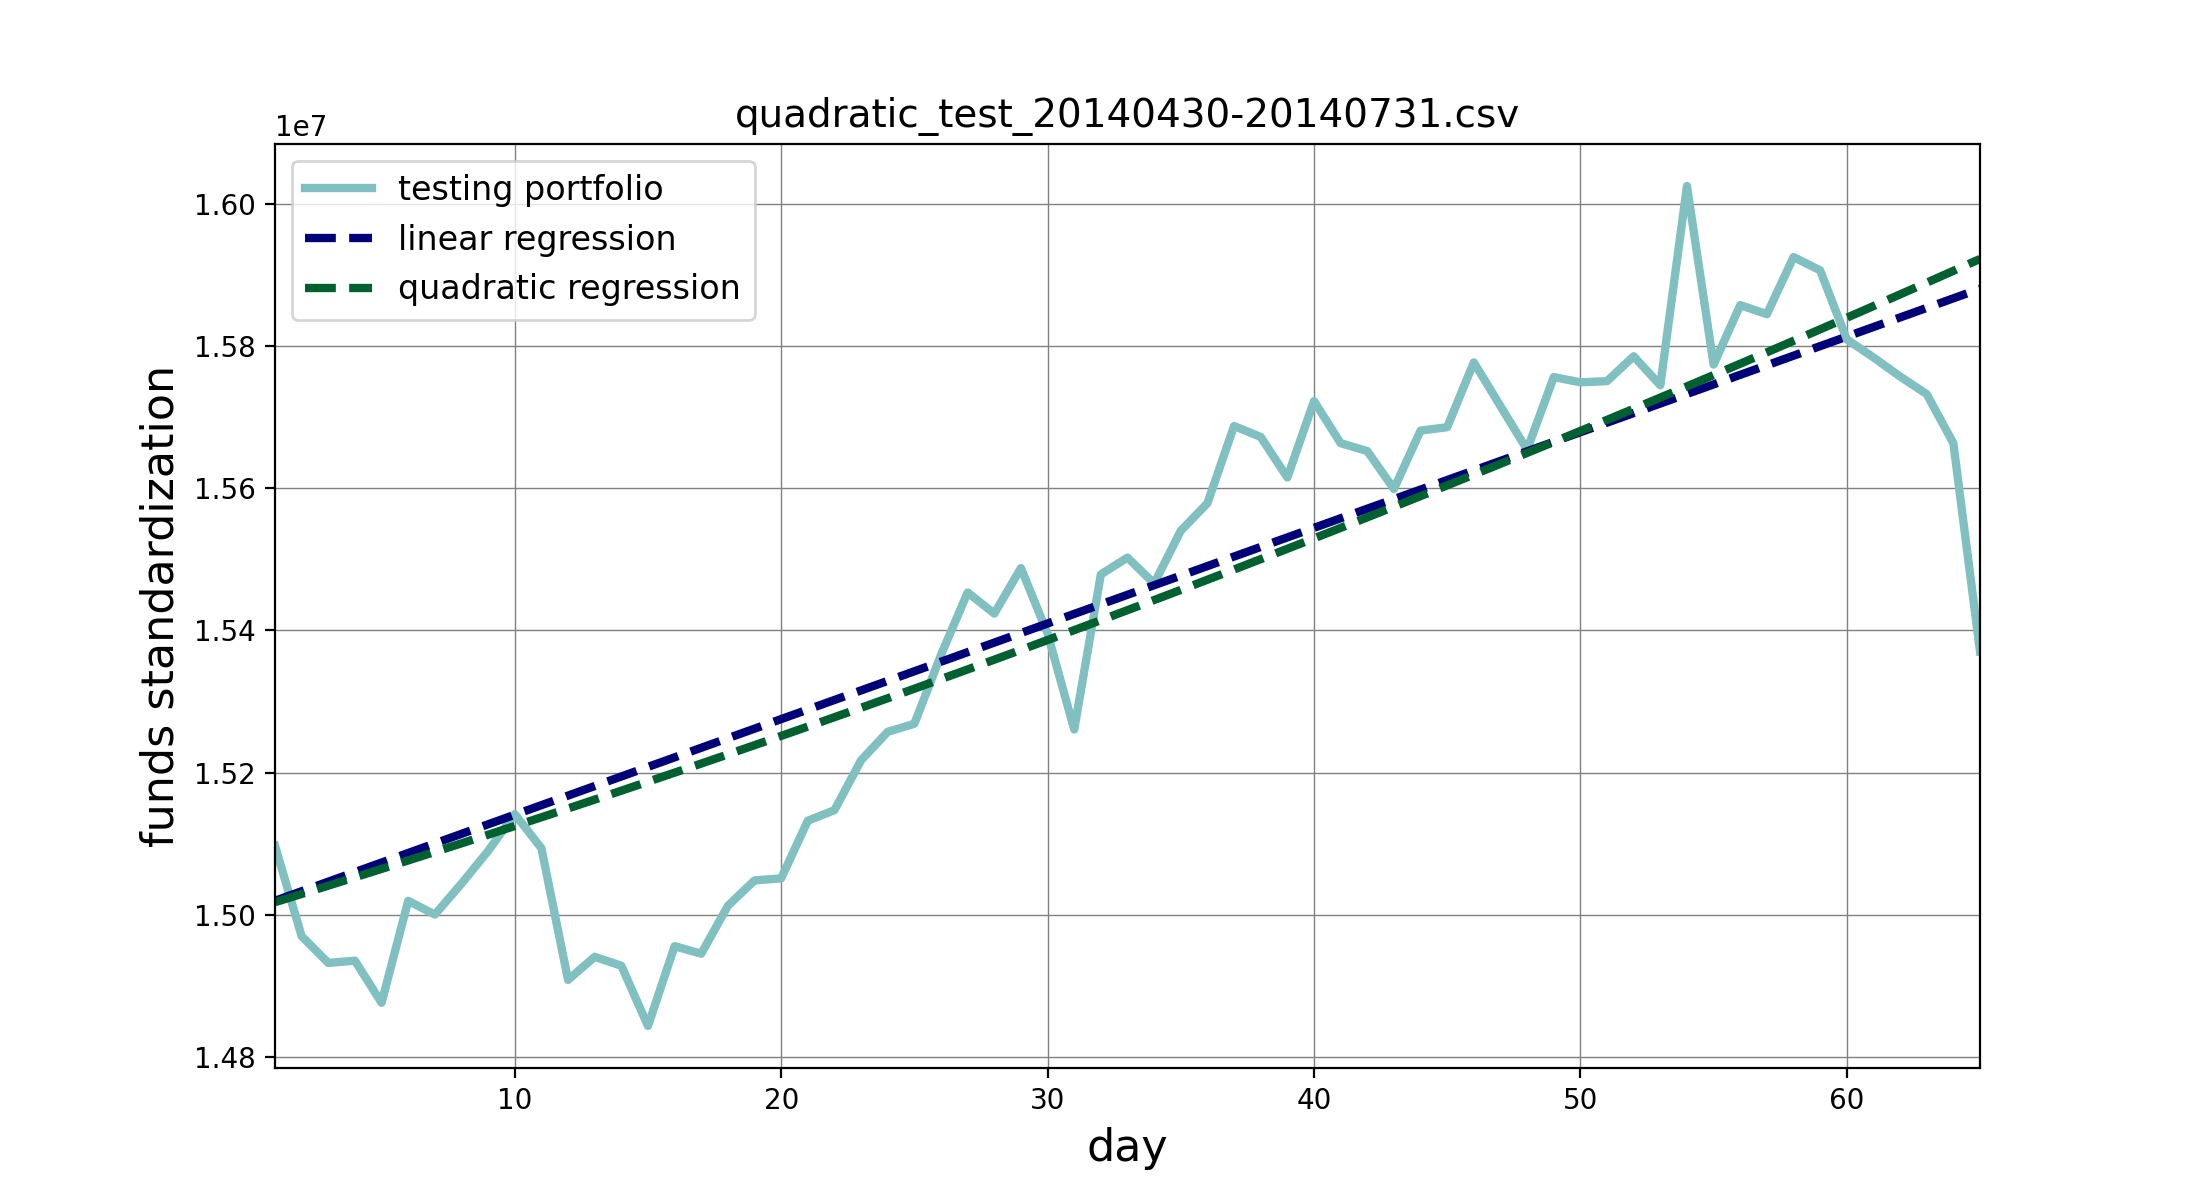 quadratic_test_20140430-20140731.csv
1e7
testing portfolio
linear regression
quadratic regression
1.60
1.58
1.56
1.54
1.52
1.50
1.48
funds standardization
10 20 30 40 50 60
day